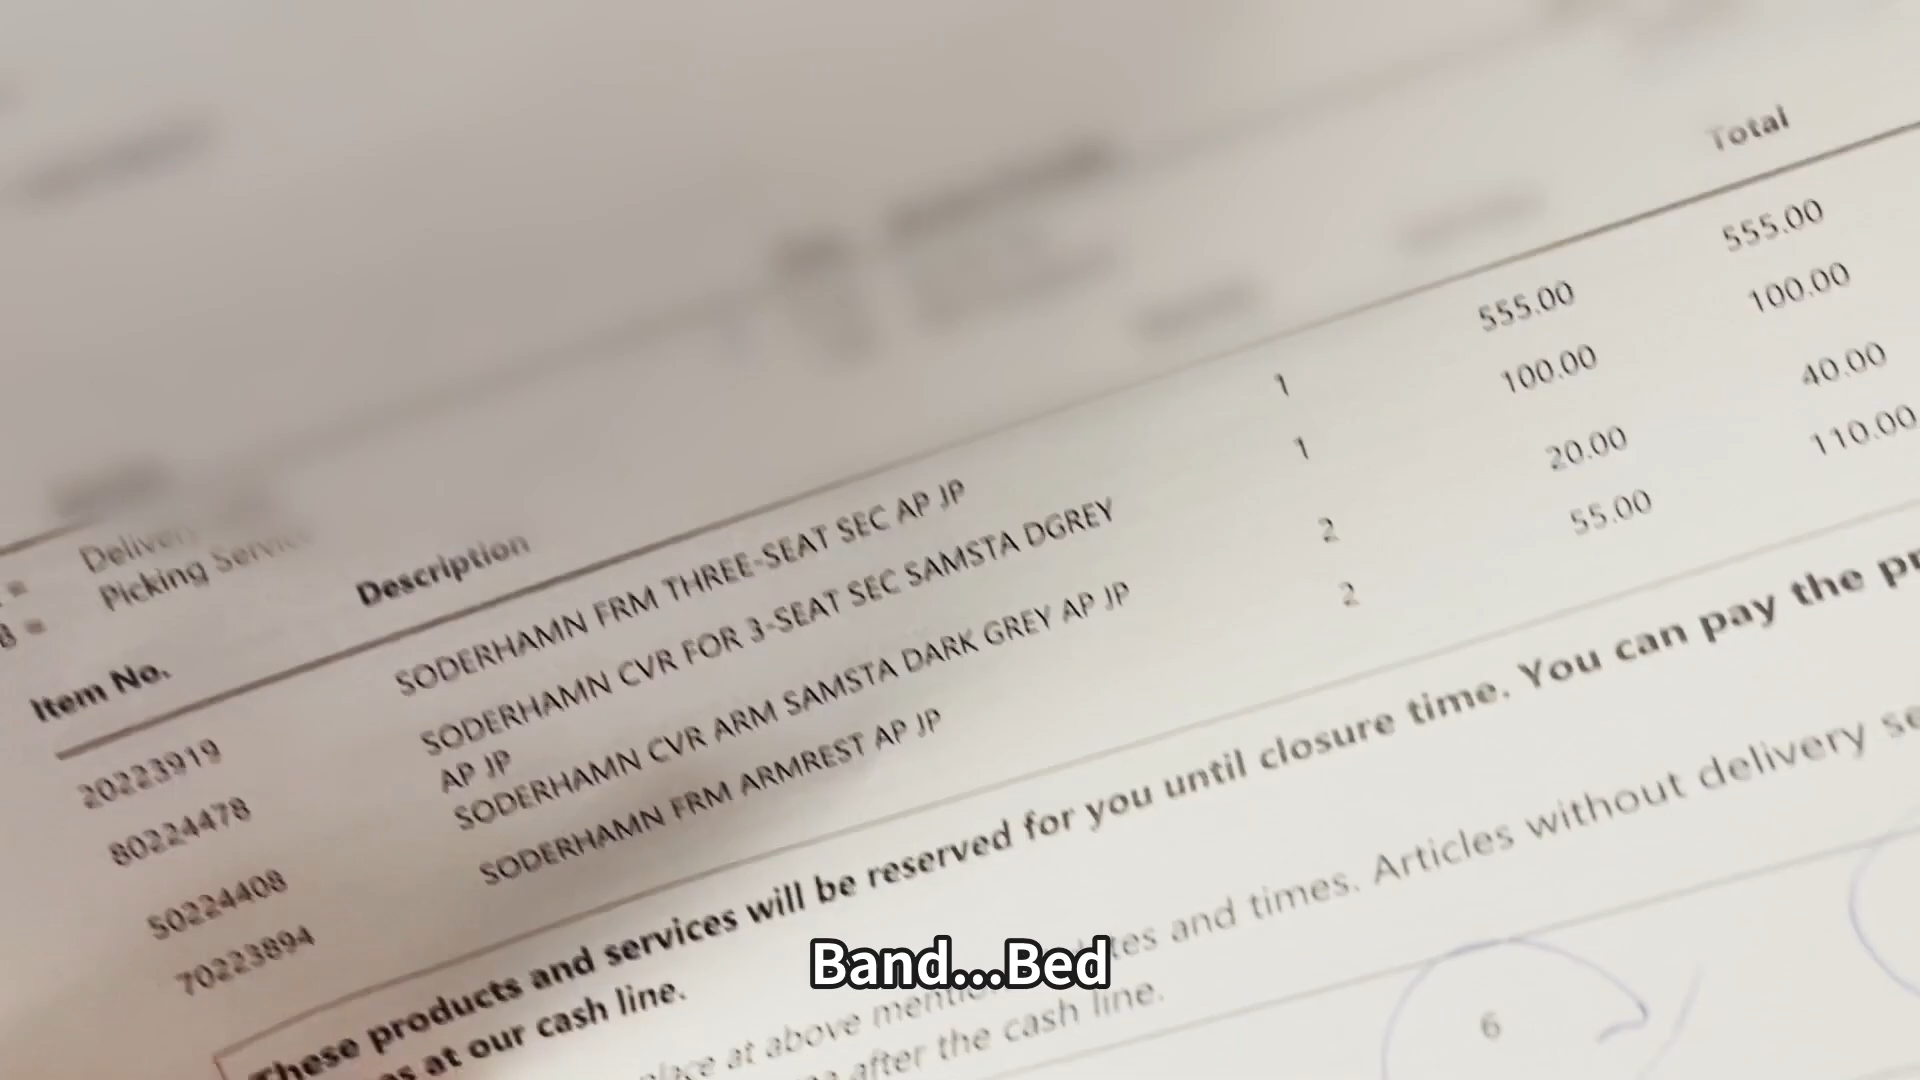 Total
Delivery
Picking Service
B =
Item No. Description
20223919 SODERHAMN FRM THREE-SEAT SEC AP JP 1 555.00 555.00
80224478 SODERHAMN CVR FOR 3-SEAT SEC SAMSTA DGREY 1 100.00 100.00
AP JP
50224408 SODERHAMN CVR ARM SAMSTA DARK GREY AP JP 2 20.00 40.00
70223894 SODERHAMN FRM ARMREST AP JP 2 55.00 110.00
These products and services will be reserved for you until closure time. You can pay the
at our cash line.
at above and times. Articles without delivery
after the cash line.
6
Band...Bed